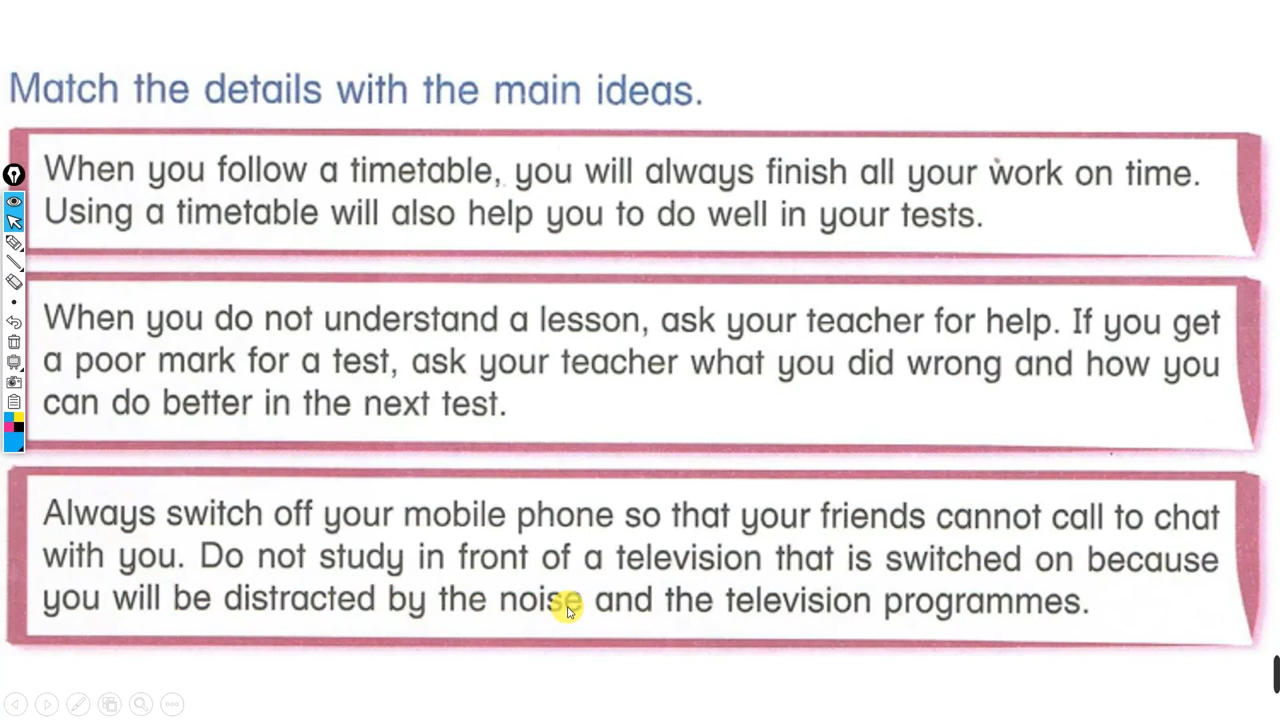 Match the details with the main ideas.
When you follow a timetable, you will always finish all your work on time.
Using a timetable will also help you to do well in your tests.
When you do not understand a lesson, ask your teacher for help. If you get
a poor mark for a test, ask your teacher what you did wrong and how you
can do better in the next test.
Always switch off your mobile phone so that your friends cannot call to chat
with you. Do not study in front of a television that is switched on because
you will be distracted by the noise and the television programmes.